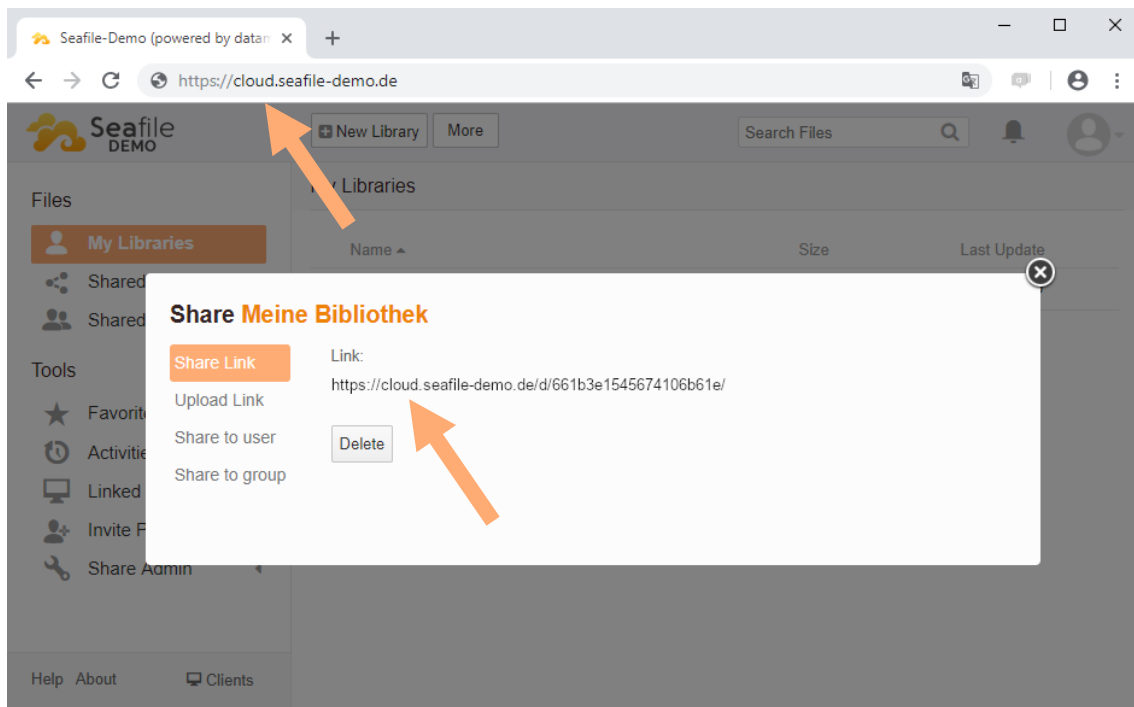 Seafile-Demo (powered by datam
https://cloud.seafile-demo.de
Seafile
DEMO
New Library
More
Search Files
Files
My Libraries
Shared
Shared
Tools
Favorit
Activitie
Linked
Invite F
Share Admin
Libraries
Name
Size
Last Update
Share Meine Bibliothek
Share Link
Upload Link
Share to user
Share to group
Link:
https://cloud.seafile-demo.de/d/661b3e1545674106b61e/
Delete
Help
About
Clients